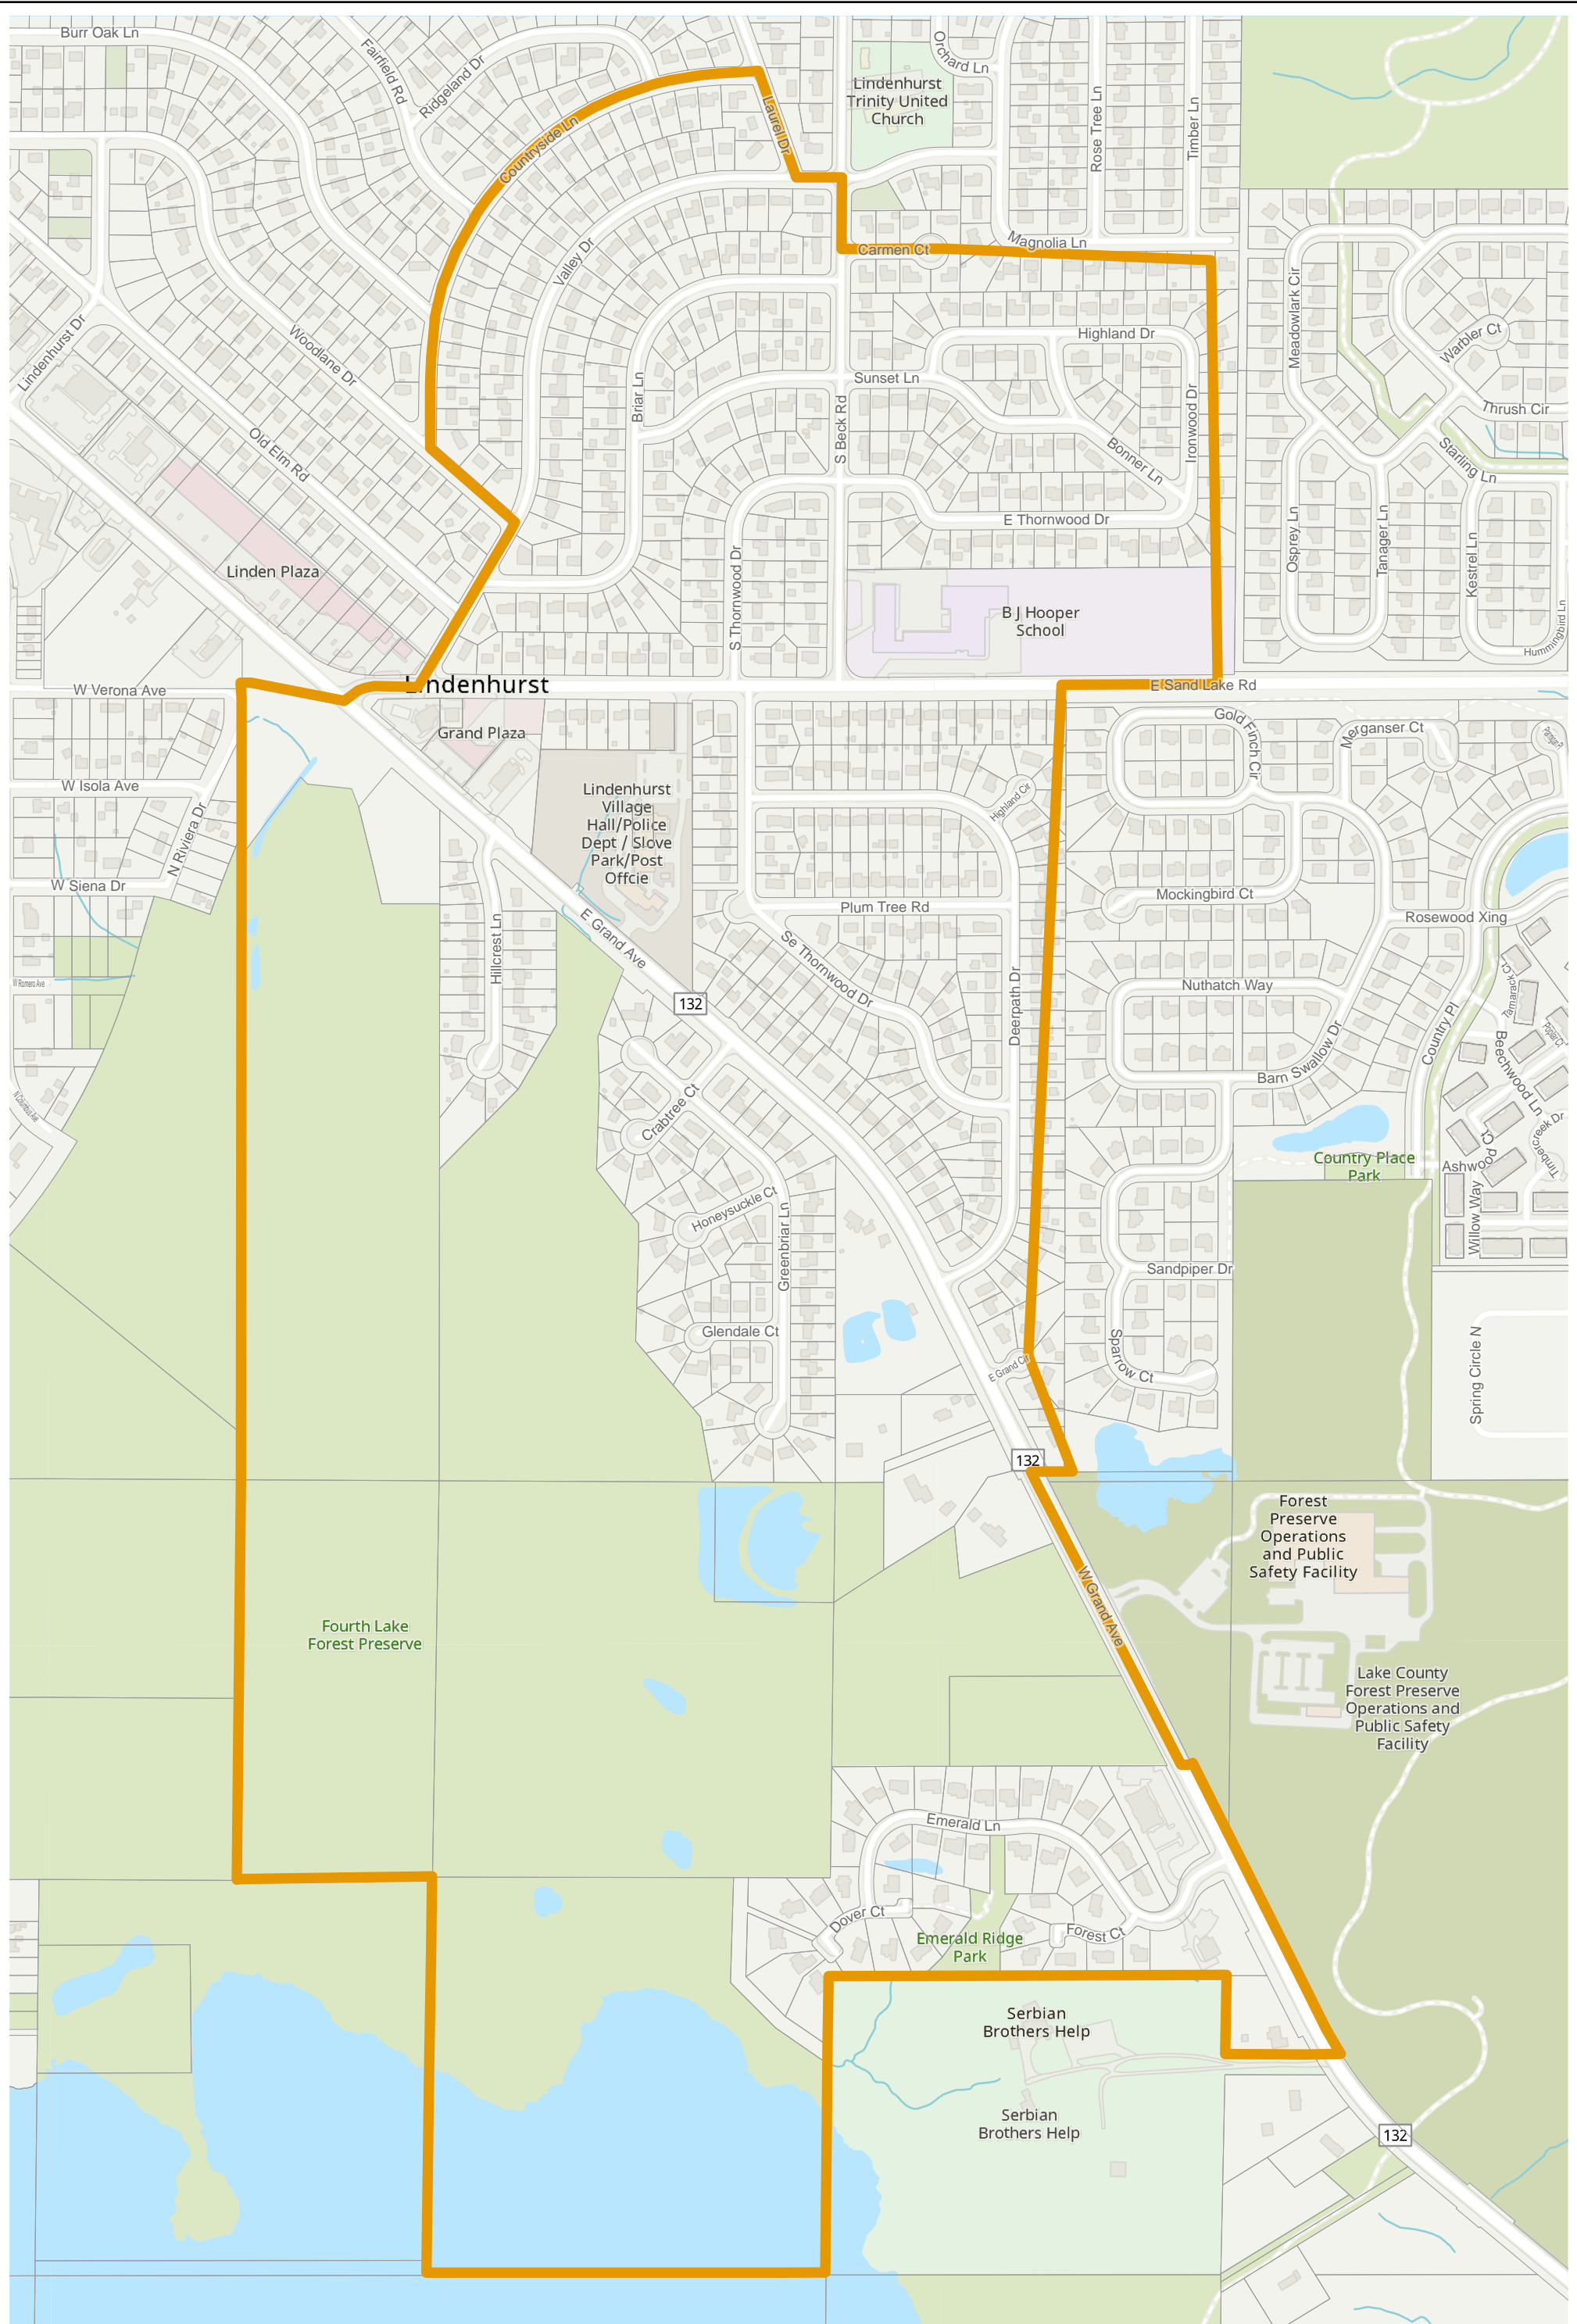 Burr Oak Ln
Fairfield Rd
Ridgeland Dr
Orchard Ln
Lindenhurst
Trinity United
Church
Laurel Dr
Countryside Ln
Rose Tree Ln
Timber Ln
Carmen Ct
Magnolia Ln
Valley Dr
Meadowlark Cir
Warbler Ct
Lindenhurst Dr
Woodlane Dr
Highland Dr
Sunset Ln
Briar Ln
S Beck Rd
Ironwood Dr
Thrush Cir
Old Elm Rd
Bonner Ln
Starling Ln
E Thornwood Dr
Osprey Ln
Tanager Ln
Kestrel Ln
Linden Plaza
S Thornwood Dr
B J Hooper
School
Hummingbird Ln
W Verona Ave
Lindenhurst
E Sand Lake Rd
Grand Plaza
Gold Finch Cir
Merganser Ct
W Isola Ave
Lindenhurst
Village
Hall/Police
Dept / Slove
Park/Post
Offcie
Highland Cir
N Riviera Dr
W Siena Dr
Plum Tree Rd
Mockingbird Ct
Rosewood Xing
E Grand Ave
Hillcrest Ln
Se Thornwood Dr
W Romero Ave
132
Nuthatch Way
Tamarack Ct
Deerpath Dr
Country Pl
Poplar Ct
Beechwood Ln
Barn Swallow Dr
Crabtree Ct
Timbercreek Dr
Country Place
Park
Ashwood Ct
Honeysuckle Ct
Greenbriar Ln
Willow Way
Sandpiper Dr
Glendale Ct
Sparrow Ct
E Grand Cir
Spring Circle N
132
Forest
Preserve
Operations
and Public
Safety Facility
W Grand Ave
Fourth Lake
Forest Preserve
Lake County
Forest Preserve
Operations and
Public Safety
Facility
Emerald Ln
Dover Ct
Forest Ct
Emerald Ridge
Park
Serbian
Brothers Help
Serbian
Brothers Help
132